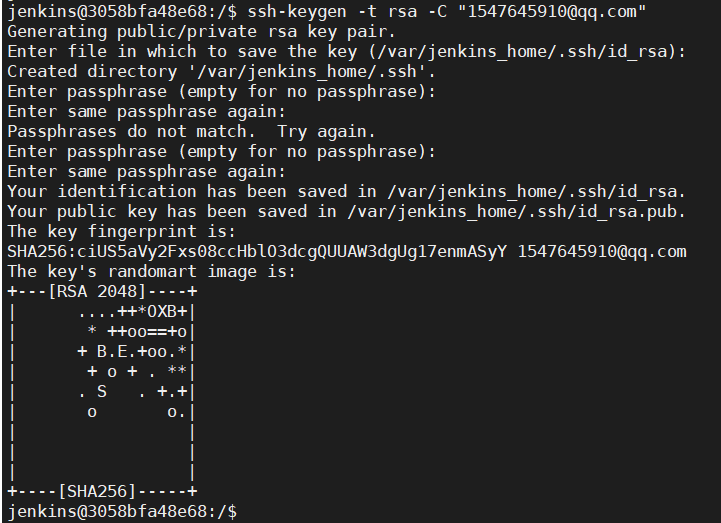 jenkins@3058bfa48e68:/$ ssh-keygen -t rsa -C "1547645910@qq.com"
Generating public/private rsa key pair.
Enter file in which to save the key (/var/jenkins_home/.ssh/id_rsa):
Created directory '/var/jenkins_home/.ssh'.
Enter passphrase (empty for no passphrase):
Enter same passphrase again:
Passphrases do not match.  Try again.
Enter passphrase (empty for no passphrase):
Enter same passphrase again:
Your identification has been saved in /var/jenkins_home/.ssh/id_rsa.
Your public key has been saved in /var/jenkins_home/.ssh/id_rsa.pub.
The key fingerprint is:
SHA256:ciUS5aVy2Fxs08ccHblO3dcgQUUAW3dgUg17enmASyY 1547645910@qq.com
The key's randomart image is:
+---[RSA 2048]----+
|      ....++*OXB+|
|       * ++oo==+o|
|      + B.E.+oo.*|
|       + o + . **|
|      . S   . +.+|
|       o       o.|
|                 |
|                 |
|                 |
+----[SHA256]-----+
jenkins@3058bfa48e68:/$